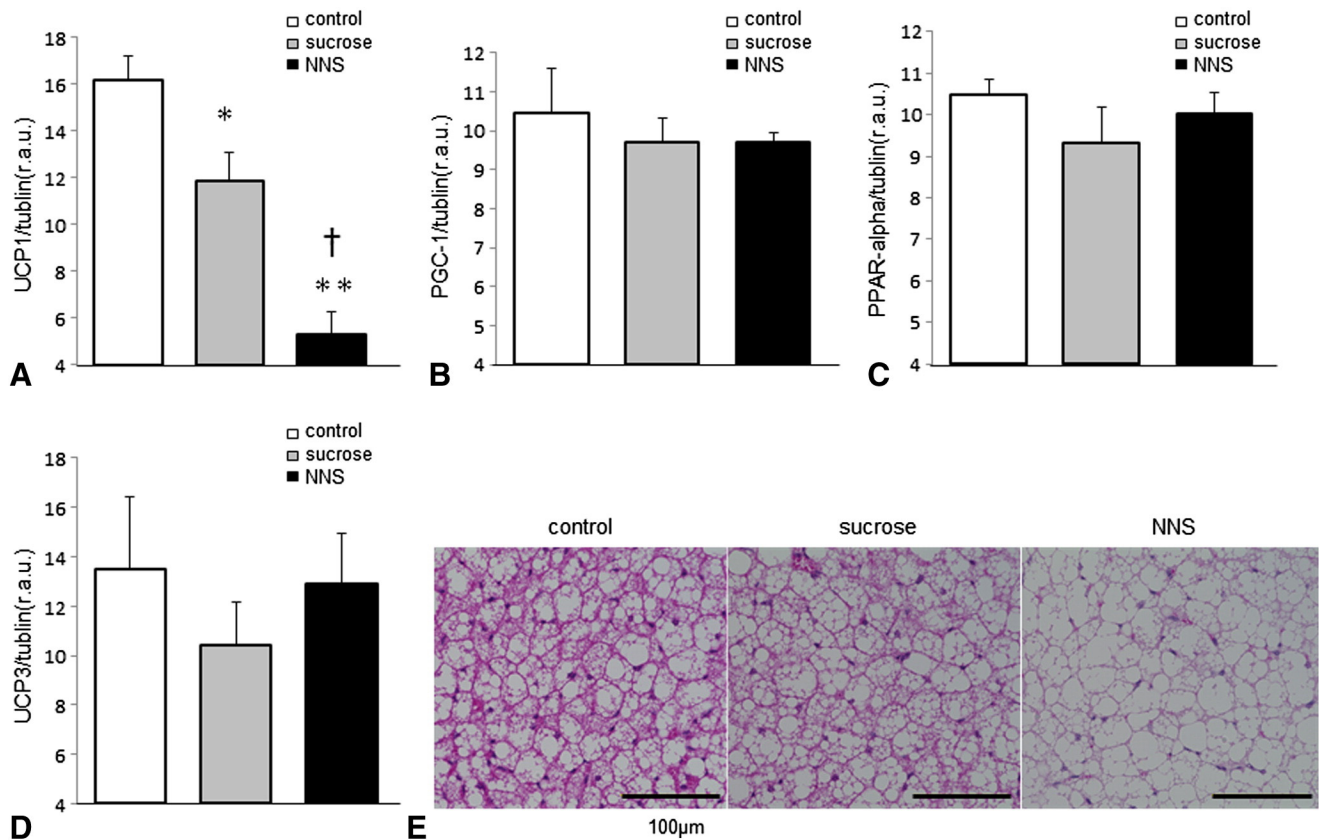 control
sucrose
NNS
18
16
14
12
10
8
6
4
UCP1/tublin(r.a.u.)
*
†
**
A
control
sucrose
NNS
12
11
10
9
8
7
6
5
4
PGC-1/tublin(r.a.u.)
B
control
sucrose
NNS
12
11
10
9
8
7
6
5
4
PPAR-alpha/tublin(r.a.u.)
C
control
sucrose
NNS
18
16
14
12
10
8
6
4
UCP3/tublin(r.a.u.)
D
control sucrose NNS
100μm
E